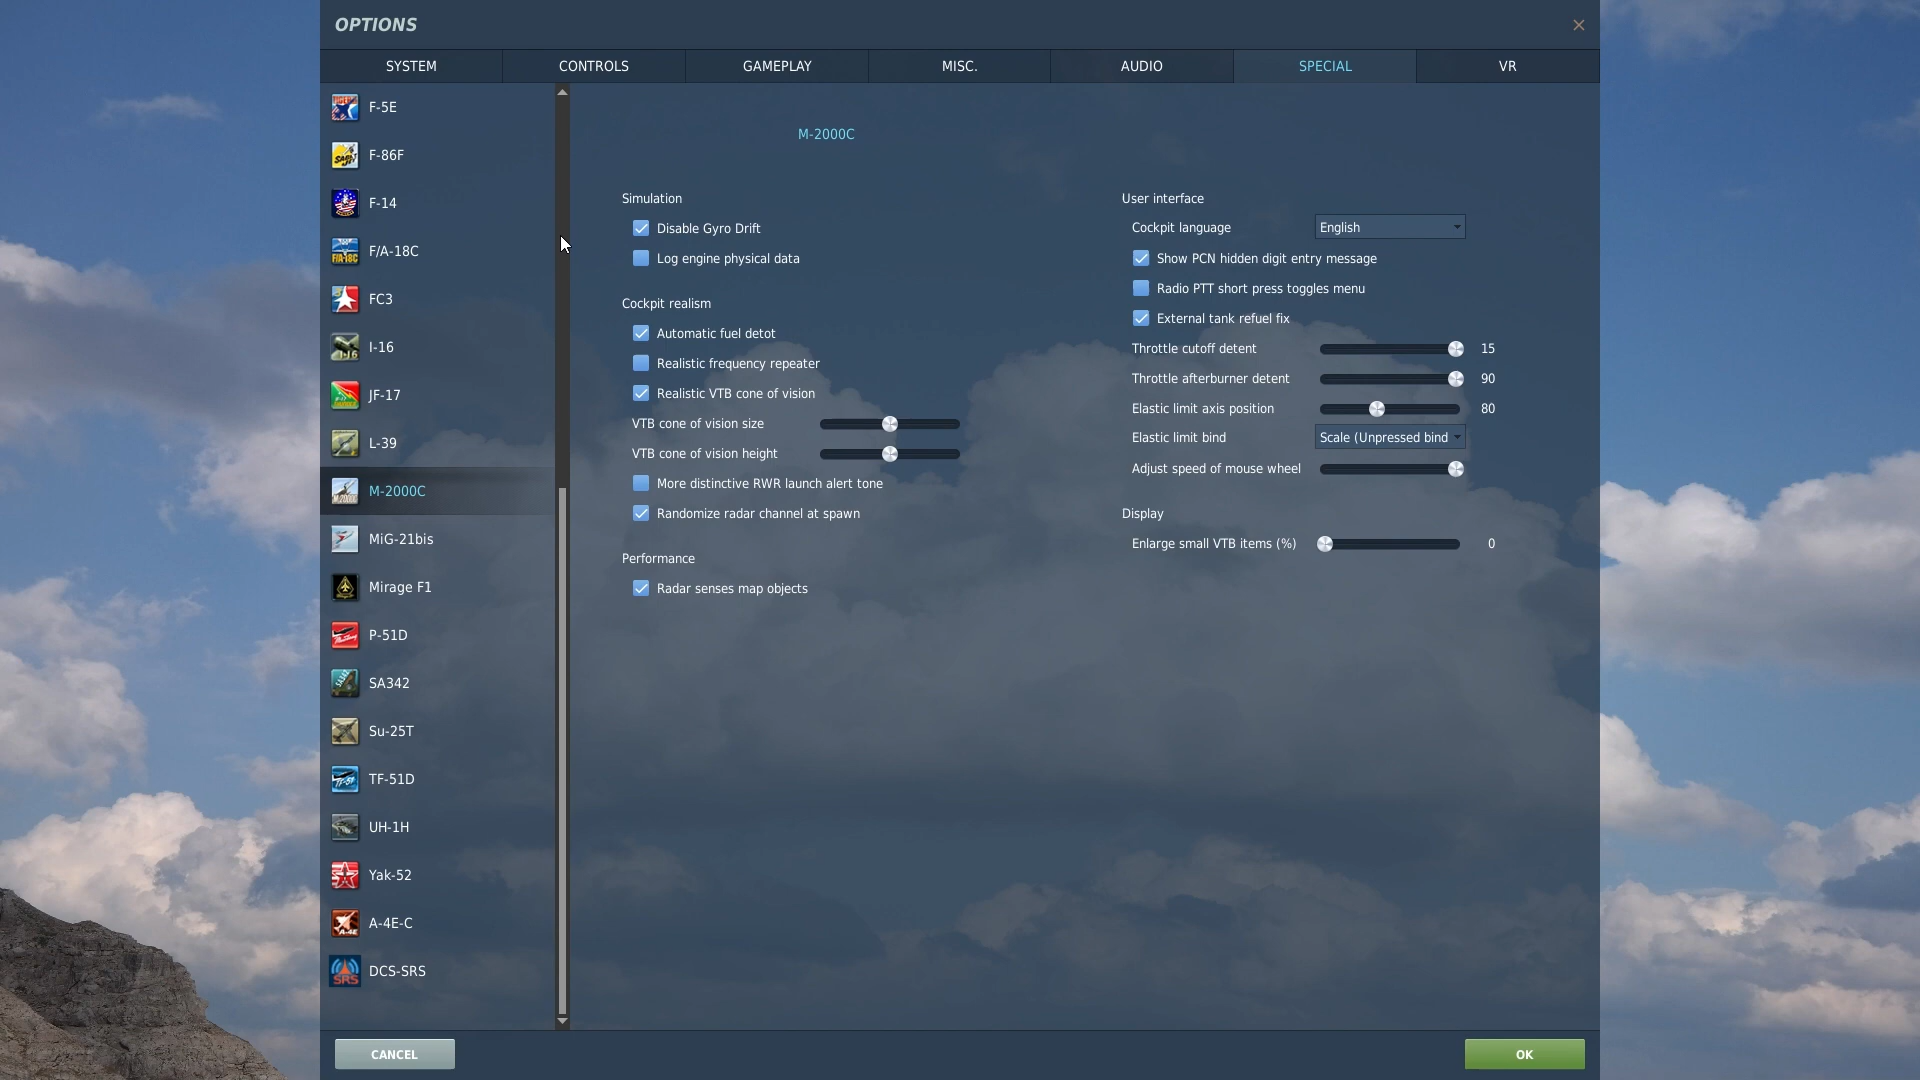 OPTIONS
SYSTEM
CONTROLS
GAMEPLAY
MISC.
AUDIO
SPECIAL
VR
F-5E
F-86F
F-14
F/A-18C
FC3
I-16
JF-17
L-39
M-2000C
MiG-21bis
Mirage F1
P-51D
SA342
Su-25T
TF-51D
UH-1H
Yak-52
A-4E-C
DCS-SRS
M-2000C
Simulation
Disable Gyro Drift
Log engine physical data
Cockpit realism
Automatic fuel detot
Realistic frequency repeater
Realistic VTB cone of vision
VTB cone of vision size
VTB cone of vision height
More distinctive RWR launch alert tone
Randomize radar channel at spawn
Performance
Radar senses map objects
User interface
Cockpit language English
Show PCN hidden digit entry message
Radio PTT short press toggles menu
External tank refuel fix
Throttle cutoff detent 15
Throttle afterburner detent 90
Elastic limit axis position 80
Elastic limit bind Scale (Unpressed bind
Adjust speed of mouse wheel
Display
Enlarge small VTB items (%) 0
CANCEL
OK